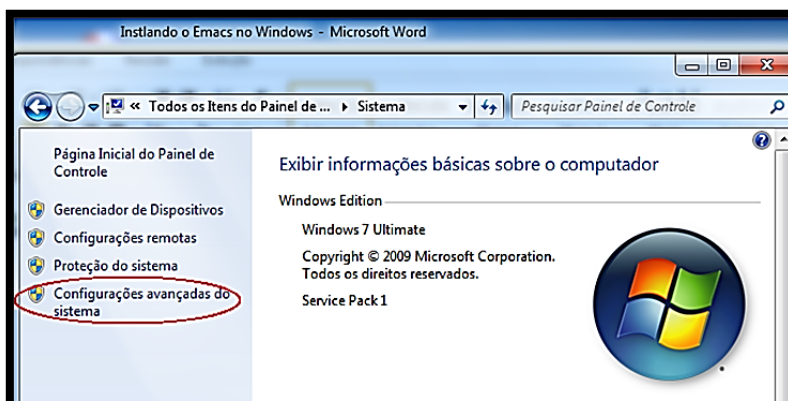 Instlando o Emacs no Windows - Microsoft Word
« Todos os Itens do Painel de ... Sistema
Pesquisar Painel de Controle
Página Inicial do Painel de
Controle
Gerenciador de Dispositivos
Configurações remotas
Proteção do sistema
Configurações avançadas do
sistema
Exibir informações básicas sobre o computador
Windows Edition
Windows 7 Ultimate
Copyright © 2009 Microsoft Corporation.
Todos os direitos reservados.
Service Pack 1